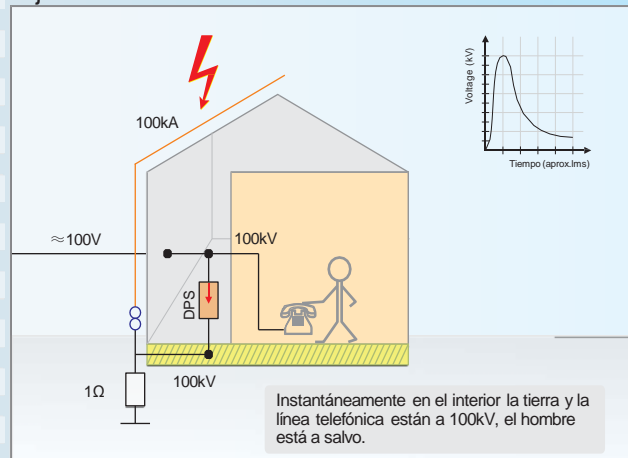 100kA
Voltage (kV)
Tiempo (aprox.lms)
≈100V
100kV
DPS
100kV
1Ω
Instantáneamente en el interior la tierra y la
línea telefónica están a 100kV, el hombre
está a salvo.